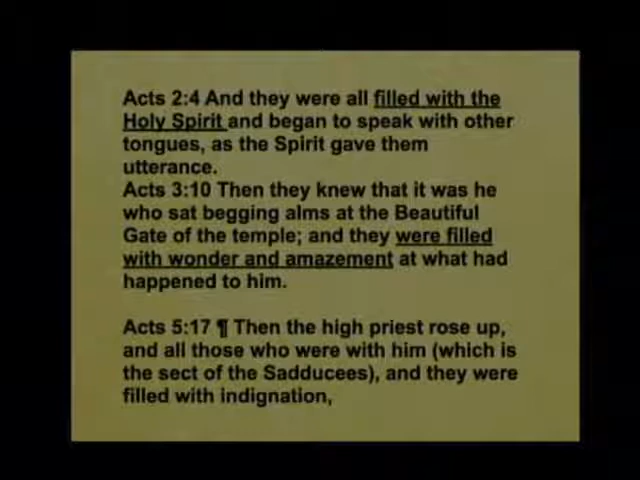 Acts 2:4 And they were all filled with the
Holy Spirit and began to speak with other
tongues, as the Spirit gave them
utterance.
Acts 3:10 Then they knew that it was he
who sat begging alms at the Beautiful
Gate of the temple; and they were filled
with wonder and amazement at what had
happened to him.
Acts 5:17 ¶ Then the high priest rose up,
and all those who were with him (which is
the sect of the Sadducees), and they were
filled with indignation,